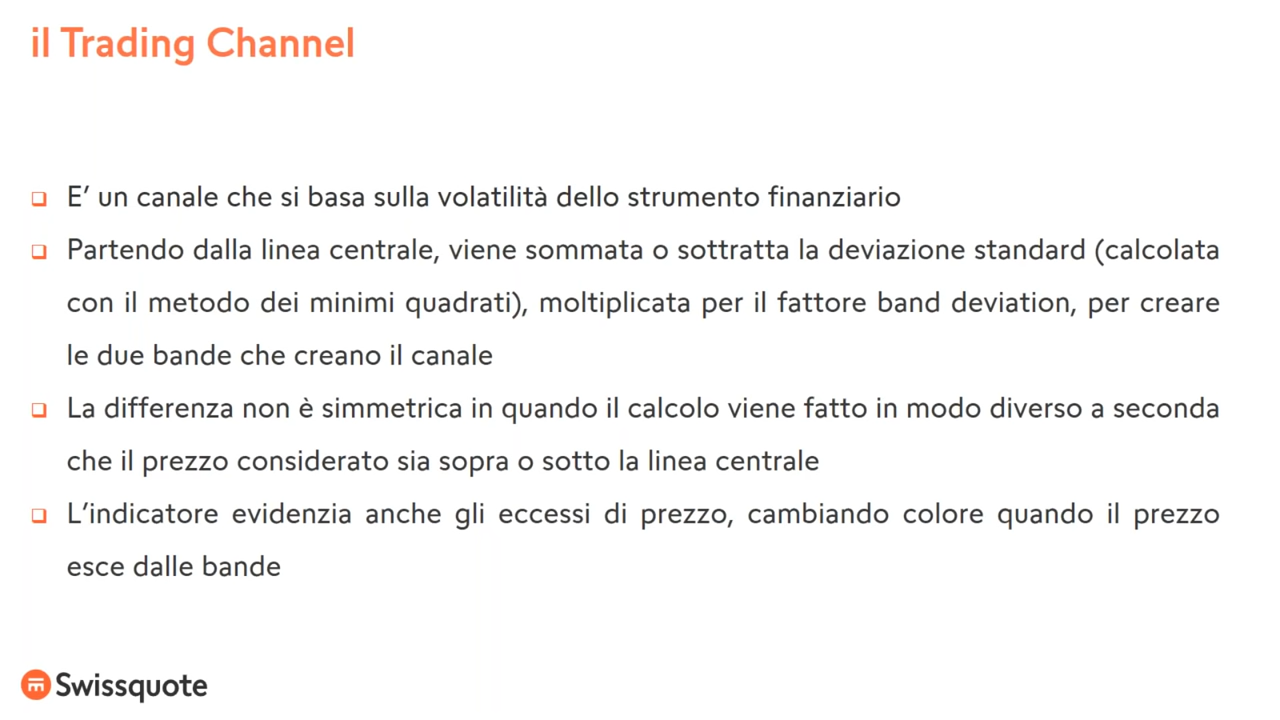 il Trading Channel
E’ un canale che si basa sulla volatilità dello strumento finanziario
Partendo dalla linea centrale, viene sommata o sottratta la deviazione standard (calcolata
con il metodo dei minimi quadrati), moltiplicata per il fattore band deviation, per creare
le due bande che creano il canale
La differenza non è simmetrica in quando il calcolo viene fatto in modo diverso a seconda
che il prezzo considerato sia sopra o sotto la linea centrale
L’indicatore evidenzia anche gli eccessi di prezzo, cambiando colore quando il prezzo
esce dalle bande
Swissquote